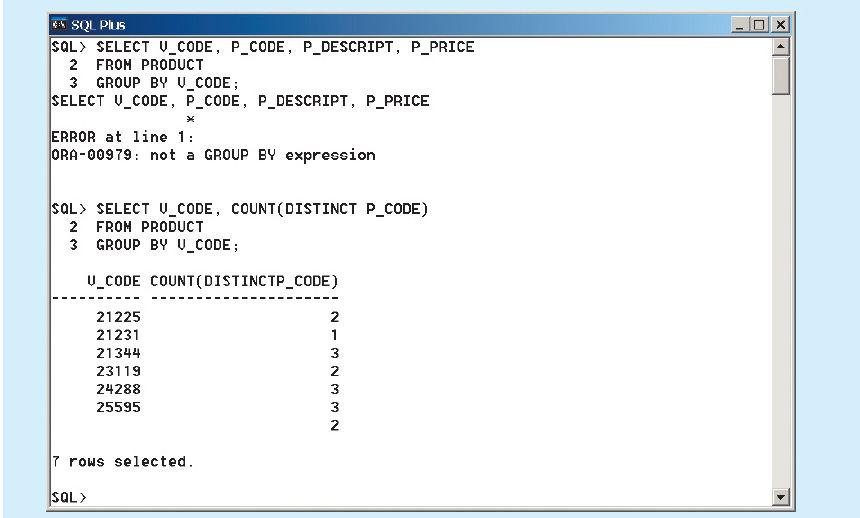 SQL Plus
SQL> SELECT V_CODE, P_CODE, P_DESCRIPT, P_PRICE
  2  FROM PRODUCT
  3  GROUP BY V_CODE;
SELECT V_CODE, P_CODE, P_DESCRIPT, P_PRICE
               *
ERROR at line 1:
ORA-00979: not a GROUP BY expression
SQL> SELECT V_CODE, COUNT(DISTINCT P_CODE)
  2  FROM PRODUCT
  3  GROUP BY V_CODE;
    V_CODE COUNT(DISTINCTP_CODE)
---------- ---------------------
     21225                     2
     21231                     1
     21344                     3
     23119                     2
     24288                     3
     25595                     3
                               2
7 rows selected.
SQL>